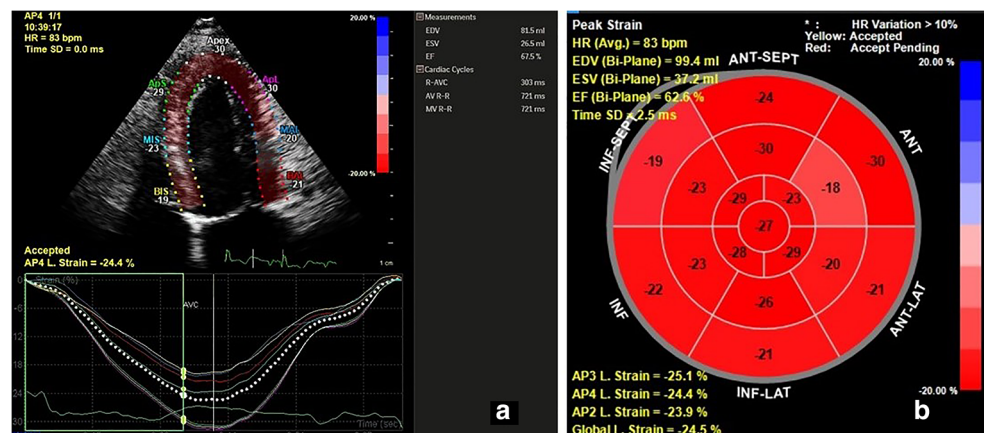 AP4 1/1
10:39:17
HR = 83 bpm
Time SD = 0.0 ms
20.00 %
Apex
-30
ApS
-29
ApL
-30
MIS
-23
MAL
-20
BIS
-19
BAL
-21
-20.00 %
Accepted
AP4 L. Strain = -24.4 %
1 cm
Measurements
EDV 81.5 ml
ESV 26.5 ml
EF 67.5 %
Cardiac Cycles
R-AVC 303 ms
AV R-R 721 ms
MV R-R 721 ms
0
Strain (%)
AVC
-6
-12
-18
-24
-30
Time (sec)
a
Peak Strain
* : HR Variation > 10%
Yellow: Accepted
Red: Accept Pending
HR (Avg.) = 83 bpm
EDV (Bi-Plane) = 99.4 ml
ESV (Bi-Plane) = 37.2 ml
EF (Bi-Plane) = 62.6 %
Time SD = 2.5 ms
20.00 %
ANT-SEPT
INF-SEPT
ANT
-24
-19
-30
-30
-23
-18
-29
-23
-27
-28
-29
-23
-20
-22
-26
-21
-21
INF
ANT-LAT
INF-LAT
-20.00 %
AP3 L. Strain = -25.1 %
AP4 L. Strain = -24.4 %
AP2 L. Strain = -23.9 %
Global L. Strain = -24.5 %
b